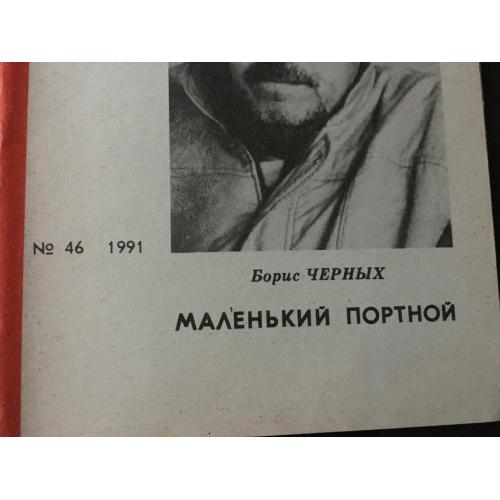 № 46 1991
Борис ЧЕРНЫХ
МАЛЕНЬКИЙ ПОРТНОЙ